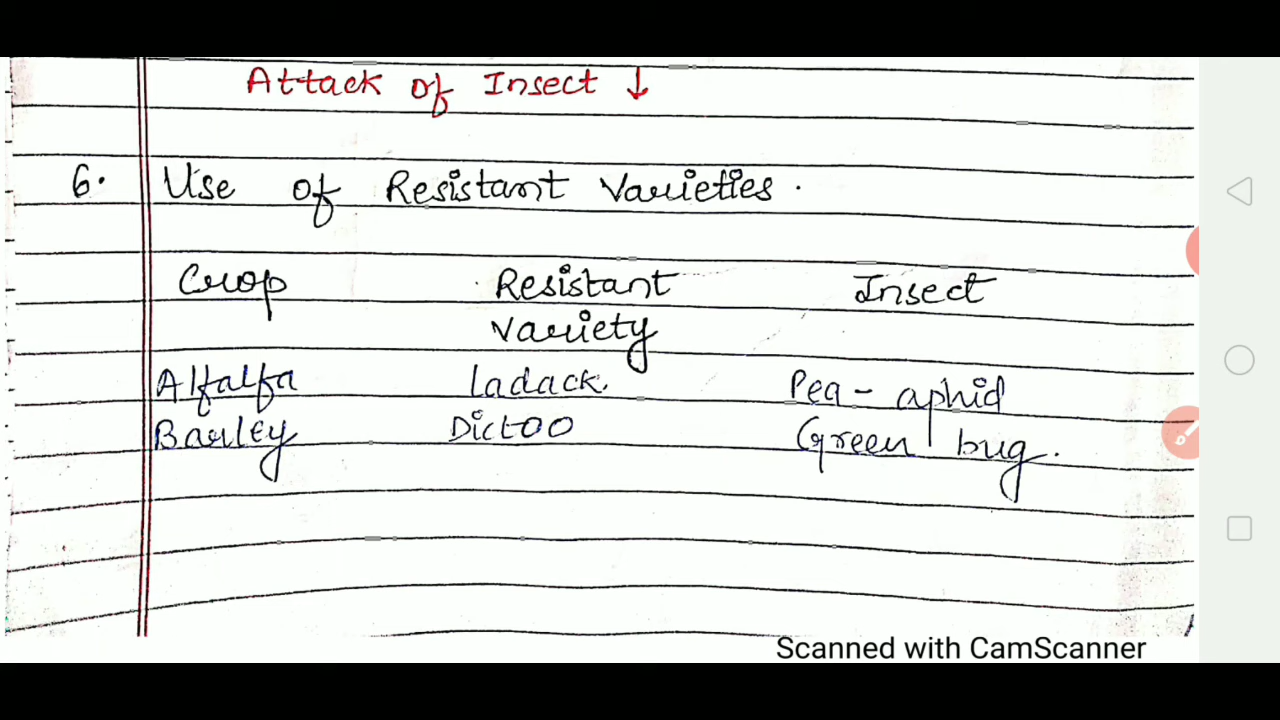 Attack of Insect ↓
6. Use of Resistant Varieties.
Crop Resistant Insect
Variety
Alfalfa Ladack. Pea - aphid
Barley Dictoo Green bug.
Scanned with CamScanner